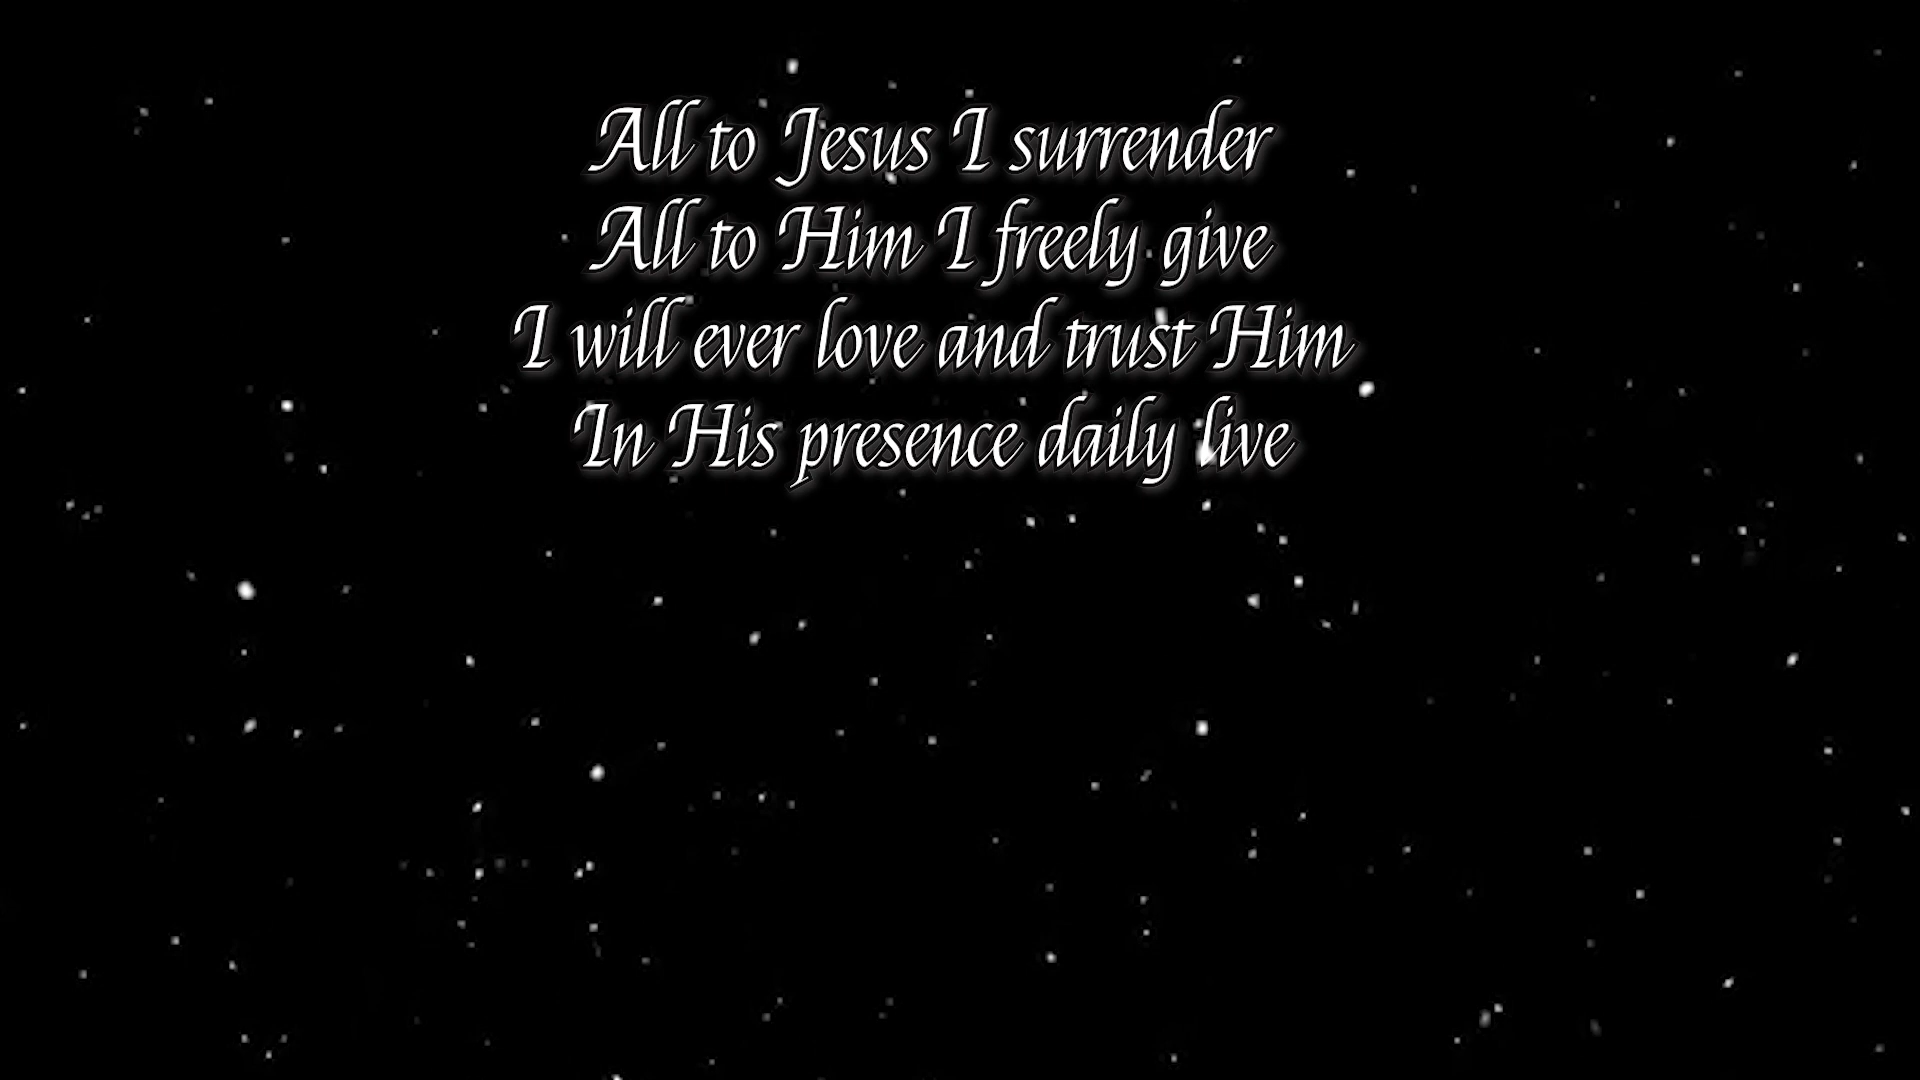 All to Jesus I surrender
All to Him I freely give
I will ever love and trust Him
In His presence daily live